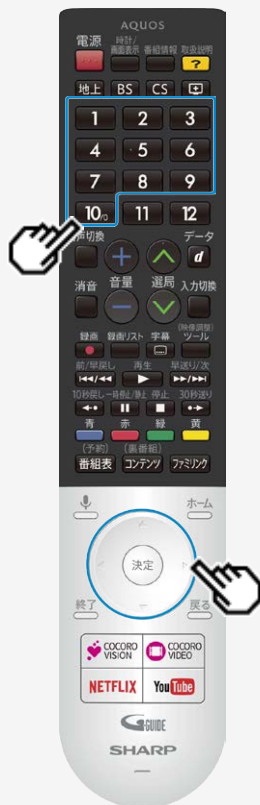 AQUOS
電源 時計/画面表示 番組情報 取扱説明
?
地上 BS CS
1 2 3
4 5 6
7 8 9
10/0 11 12
声切換 データ
+ d
消音 音量 選局 入力切換
−
(映像調整)
録画 録画リスト 字幕 ツール
前/早戻し 再生 早送り/次
10秒戻し 一時停止/静止 停止 30秒送り
青 赤 緑 黄
(予約) (裏番組)
番組表 コンテンツ ファミリンク
ホーム
決定
終了 戻る
COCORO VISION COCORO VIDEO
NETFLIX YouTube
G-GUIDE
SHARP